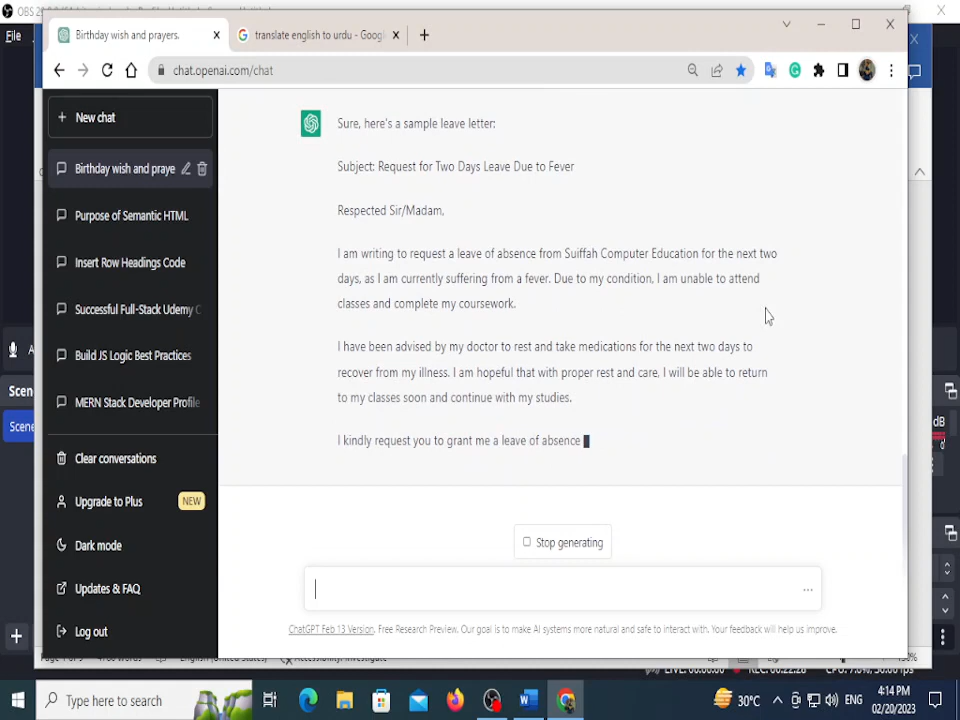 OBS
File
Birthday wish and prayers.
translate english to urdu - Goog
chat.openai.com/chat
New chat
Birthday wish and praye
Purpose of Semantic HTML
Insert Row Headings Code
Successful Full-Stack Udemy C
Build JS Logic Best Practices
MERN Stack Developer Profile
Clear conversations
Upgrade to Plus NEW
Dark mode
Updates & FAQ
Log out
Sure, here's a sample leave letter:
Subject: Request for Two Days Leave Due to Fever
Respected Sir/Madam,
I am writing to request a leave of absence from Suiffah Computer Education for the next two
days, as I am currently suffering from a fever. Due to my condition, I am unable to attend
classes and complete my coursework.
I have been advised by my doctor to rest and take medications for the next two days to
recover from my illness. I am hopeful that with proper rest and care, I will be able to return
to my classes soon and continue with my studies.
I kindly request you to grant me a leave of absence
Stop generating
ChatGPT Feb 13 Version. Free Research Preview. Our goal is to make AI systems more natural and safe to interact with. Your feedback will help us improve.
Scen
Scene
dB
Type here to search
30°C
ENG
4:14 PM
02/20/2023